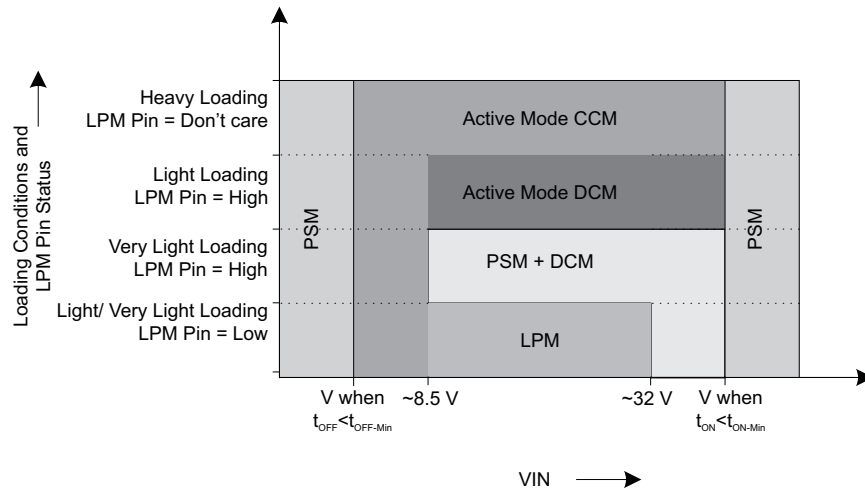 Loading Conditions and
LPM Pin Status
Heavy Loading
LPM Pin = Don't care
Light Loading
LPM Pin = High
Very Light Loading
LPM Pin = High
Light/ Very Light Loading
LPM Pin = Low
PSM
Active Mode CCM
Active Mode DCM
PSM + DCM
LPM
PSM
V when
tOFF<tOFF-Min
~8.5 V
~32 V
V when
tON<tON-Min
VIN